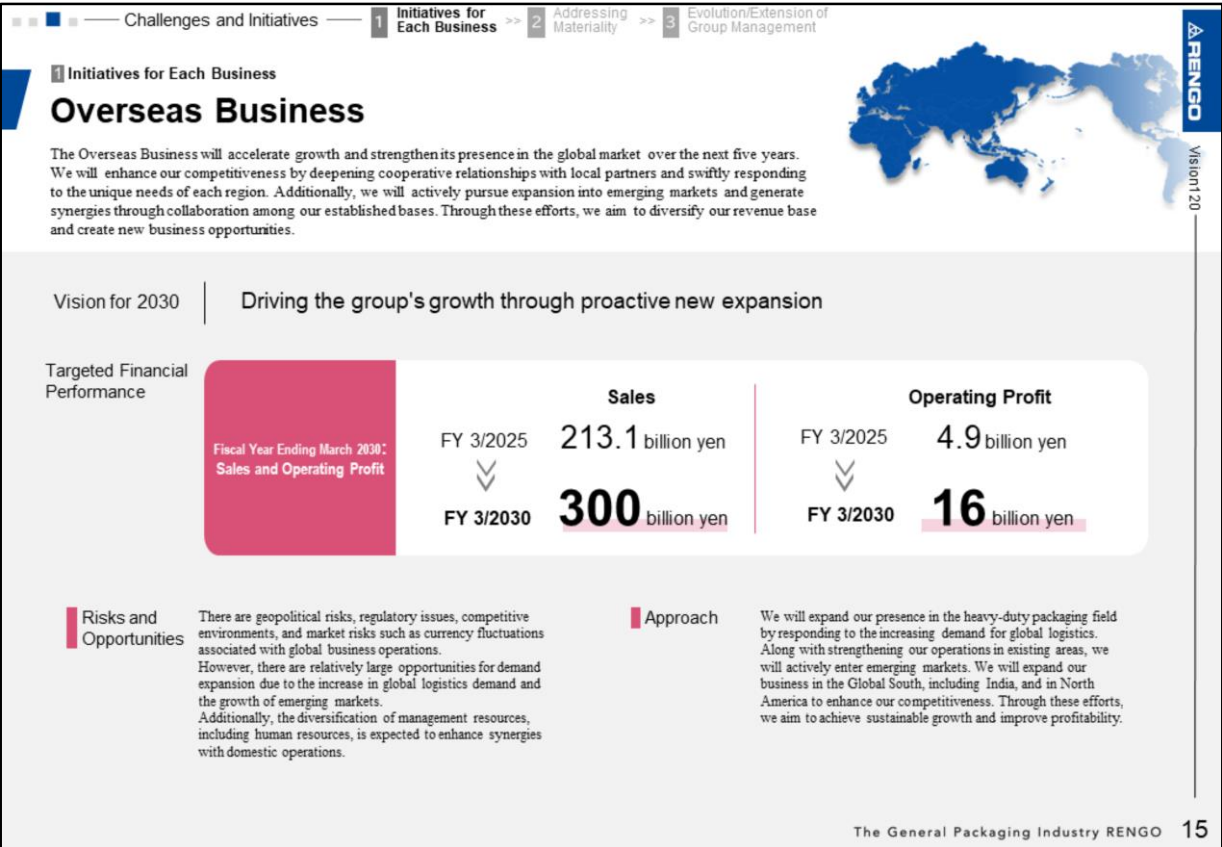 Challenges and Initiatives
1 Initiatives for Each Business >> 2 Addressing Materiality >> 3 Evolution/Extension of Group Management
RENGO
Vision120
1 Initiatives for Each Business
Overseas Business
The Overseas Business will accelerate growth and strengthen its presence in the global market over the next five years.
We will enhance our competitiveness by deepening cooperative relationships with local partners and swiftly responding
to the unique needs of each region. Additionally, we will actively pursue expansion into emerging markets and generate
synergies through collaboration among our established bases. Through these efforts, we aim to diversify our revenue base
and create new business opportunities.
Vision for 2030
Driving the group's growth through proactive new expansion
Targeted Financial
Performance
Fiscal Year Ending March 2030:
Sales and Operating Profit
Sales
FY 3/2025 213.1 billion yen
FY 3/2030 300 billion yen
Operating Profit
FY 3/2025 4.9 billion yen
FY 3/2030 16 billion yen
Risks and
Opportunities
There are geopolitical risks, regulatory issues, competitive
environments, and market risks such as currency fluctuations
associated with global business operations.
However, there are relatively large opportunities for demand
expansion due to the increase in global logistics demand and
the growth of emerging markets.
Additionally, the diversification of management resources,
including human resources, is expected to enhance synergies
with domestic operations.
Approach
We will expand our presence in the heavy-duty packaging field
by responding to the increasing demand for global logistics.
Along with strengthening our operations in existing areas, we
will actively enter emerging markets. We will expand our
business in the Global South, including India, and in North
America to enhance our competitiveness. Through these efforts,
we aim to achieve sustainable growth and improve profitability.
The General Packaging Industry RENGO 15